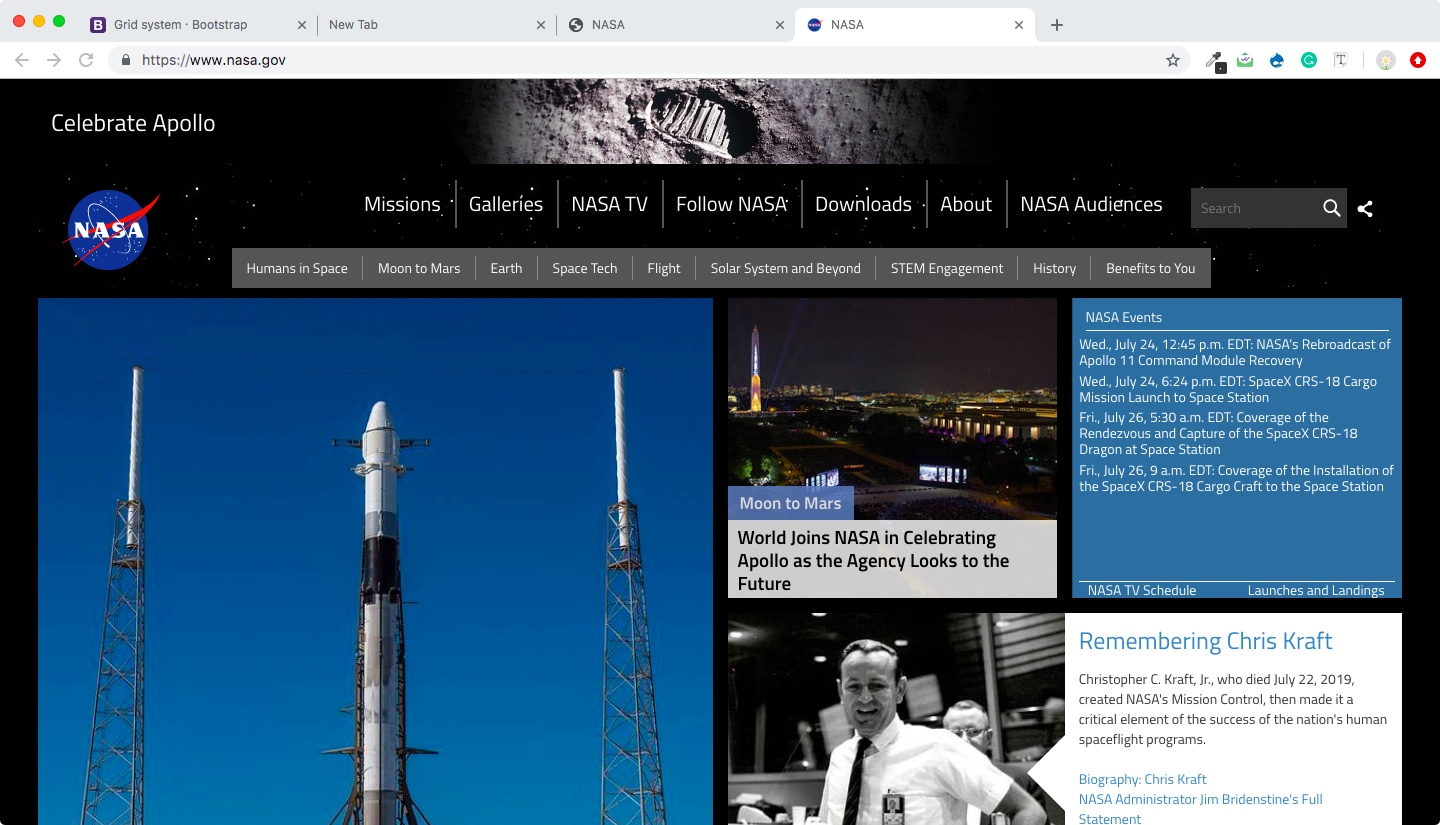 Grid system · Bootstrap
New Tab
NASA
NASA
https://www.nasa.gov
Celebrate Apollo
NASA
Missions
Galleries
NASA TV
Follow NASA
Downloads
About
NASA Audiences
Search
Humans in Space
Moon to Mars
Earth
Space Tech
Flight
Solar System and Beyond
STEM Engagement
History
Benefits to You
Moon to Mars
World Joins NASA in Celebrating
Apollo as the Agency Looks to the
Future
NASA Events
Wed., July 24, 12:45 p.m. EDT: NASA's Rebroadcast of
Apollo 11 Command Module Recovery
Wed., July 24, 6:24 p.m. EDT: SpaceX CRS-18 Cargo
Mission Launch to Space Station
Fri., July 26, 5:30 a.m. EDT: Coverage of the
Rendezvous and Capture of the SpaceX CRS-18
Dragon at Space Station
Fri., July 26, 9 a.m. EDT: Coverage of the Installation of
the SpaceX CRS-18 Cargo Craft to the Space Station
NASA TV Schedule
Launches and Landings
Remembering Chris Kraft
Christopher C. Kraft, Jr., who died July 22, 2019,
created NASA's Mission Control, then made it a
critical element of the success of the nation's human
spaceflight programs.
Biography: Chris Kraft
NASA Administrator Jim Bridenstine's Full
Statement